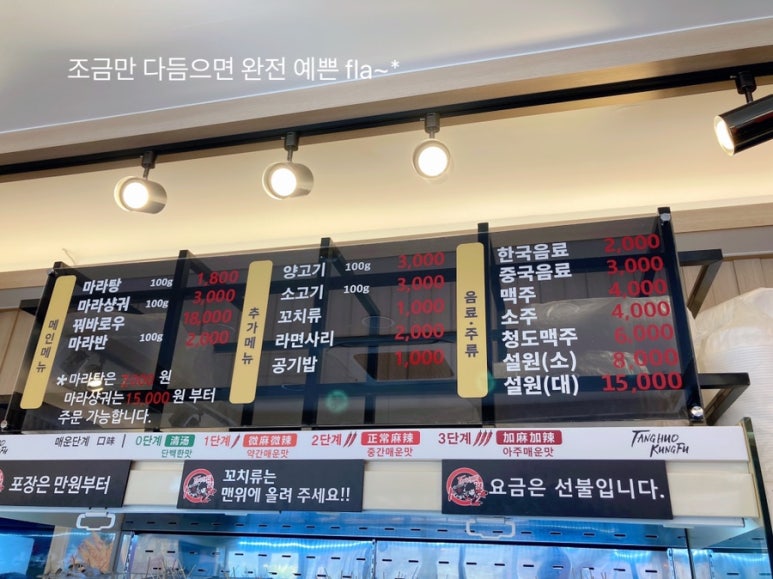 조금만 다듬으면 완전 예쁜 fla~*
메인메뉴
마라탕 100g 1,800
마라샹궈 100g 3,000
꿔바로우 18,000
마라반 100g 2,000
*마라탕은 원
마라샹궈는 15,000원 부터
주문 가능합니다.
추가메뉴
양고기 100g 3,000
소고기 100g 3,000
꼬치류 1,000
라면사리 2,000
공기밥 1,000
음료·주류
한국음료 2,000
중국음료 3,000
맥주 4,000
소주 4,000
청도맥주 6,000
설원(소) 8,000
설원(대) 15,000
매운단계 口味 0단계 清汤 1단계 微麻微辣 2단계 正常麻辣 3단계 加麻加辣
단백한맛 약간매운맛 중간매운맛 아주매운맛
TANGHUO
KUNGFU
포장은 만원부터
꼬치류는
맨위에 올려 주세요!!
요금은 선불입니다.